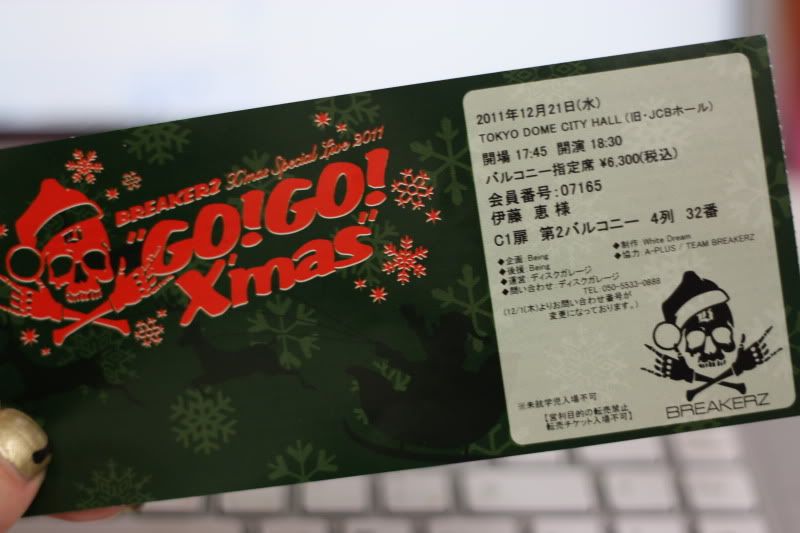 BREAKERZ X'mas Special Live 2011
"GO!GO!
X'mas"
2011年12月21日(水)
TOKYO DOME CITY HALL (旧・JCBホール)
開場 17:45 開演 18:30
バルコニー指定席 ¥6,300(税込)
会員番号:07165
伊藤 恵 様
C1扉 第2バルコニー 4列 32番
◆企画 Being
◆後援 Being
◆運営 ディスクガレージ
◆問い合わせ ディスクガレージ
TEL 050-5533-0888
(12/1(木)よりお問い合わせ番号が
変更になっております。)
◆制作 White Dream
◆協力 A-PLUS / TEAM BREAKERZ
※未就学児入場不可
【営利目的の転売禁止
転売チケット入場不可】
BREAKERZ